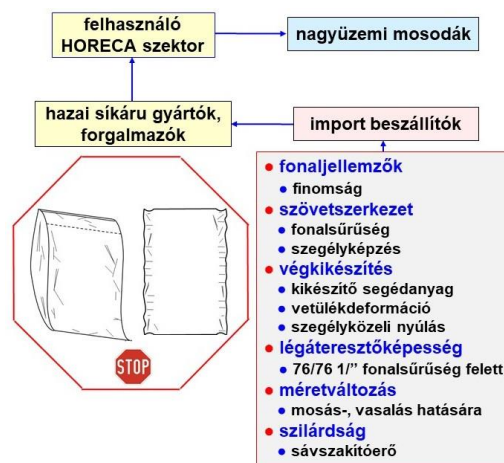 felhasználó
HORECA szektor
nagyüzemi mosodák
hazai síkáru gyártók,
forgalmazók
import beszállítók
• fonaljellemzők
• finomság
• szövetszerkezet
• fonalsűrűség
• szegélyképzés
• végkikészítés
• kikészítő segédanyag
• vetülékdeformáció
• szegélyközeli nyúlás
• légáteresztőképesség
• 76/76 1/” fonalsűrűség felett
• méretváltozás
• mosás-, vasalás hatására
• szilárdság
• sávszakítóerő
STOP